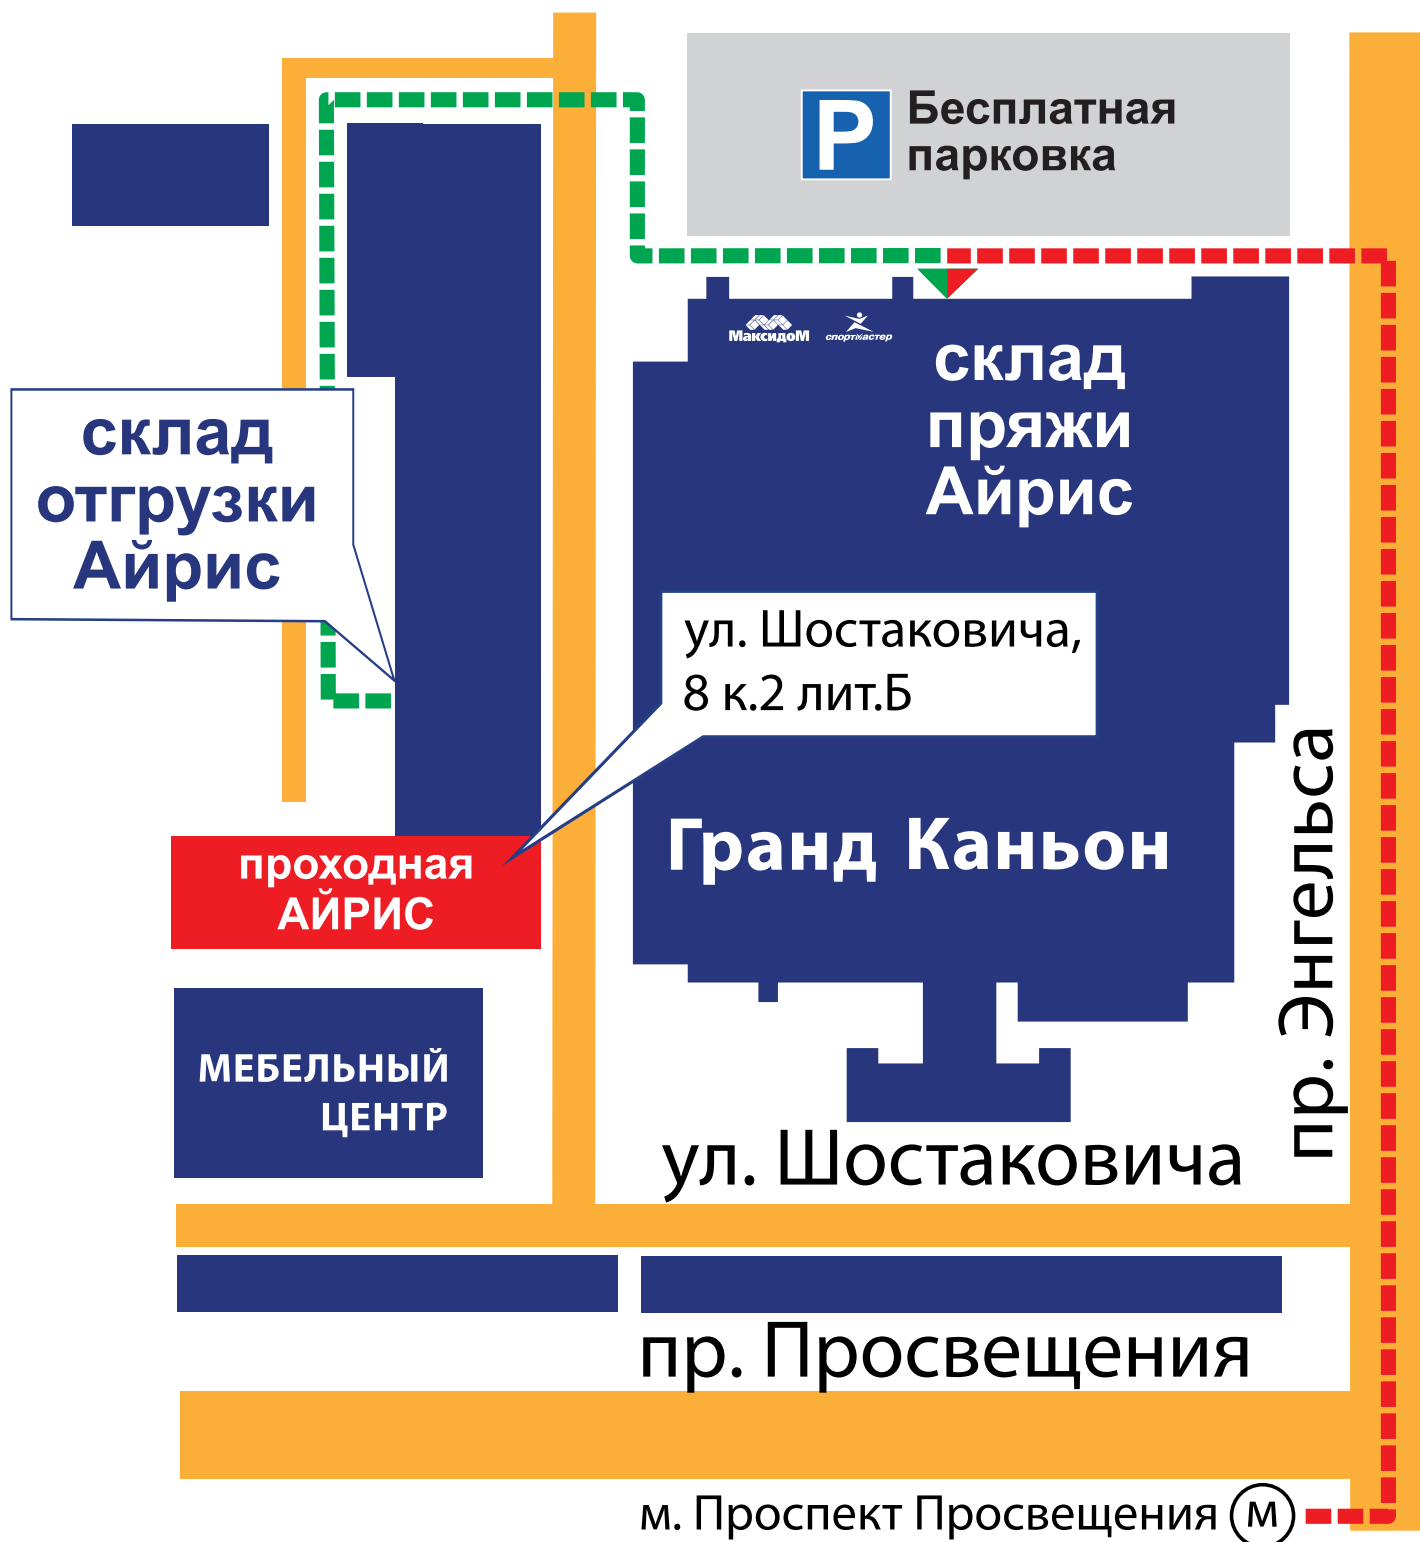 P
Бесплатная
парковка
МаксидоМ
спортмастер
склад
пряжи
Айрис
склад
отгрузки
Айрис
ул. Шостаковича,
8 к.2 лит.Б
Гранд Каньон
проходная
АЙРИС
пр. Энгельса
МЕБЕЛЬНЫЙ
ЦЕНТР
ул. Шостаковича
пр. Просвещения
м. Проспект Просвещения М